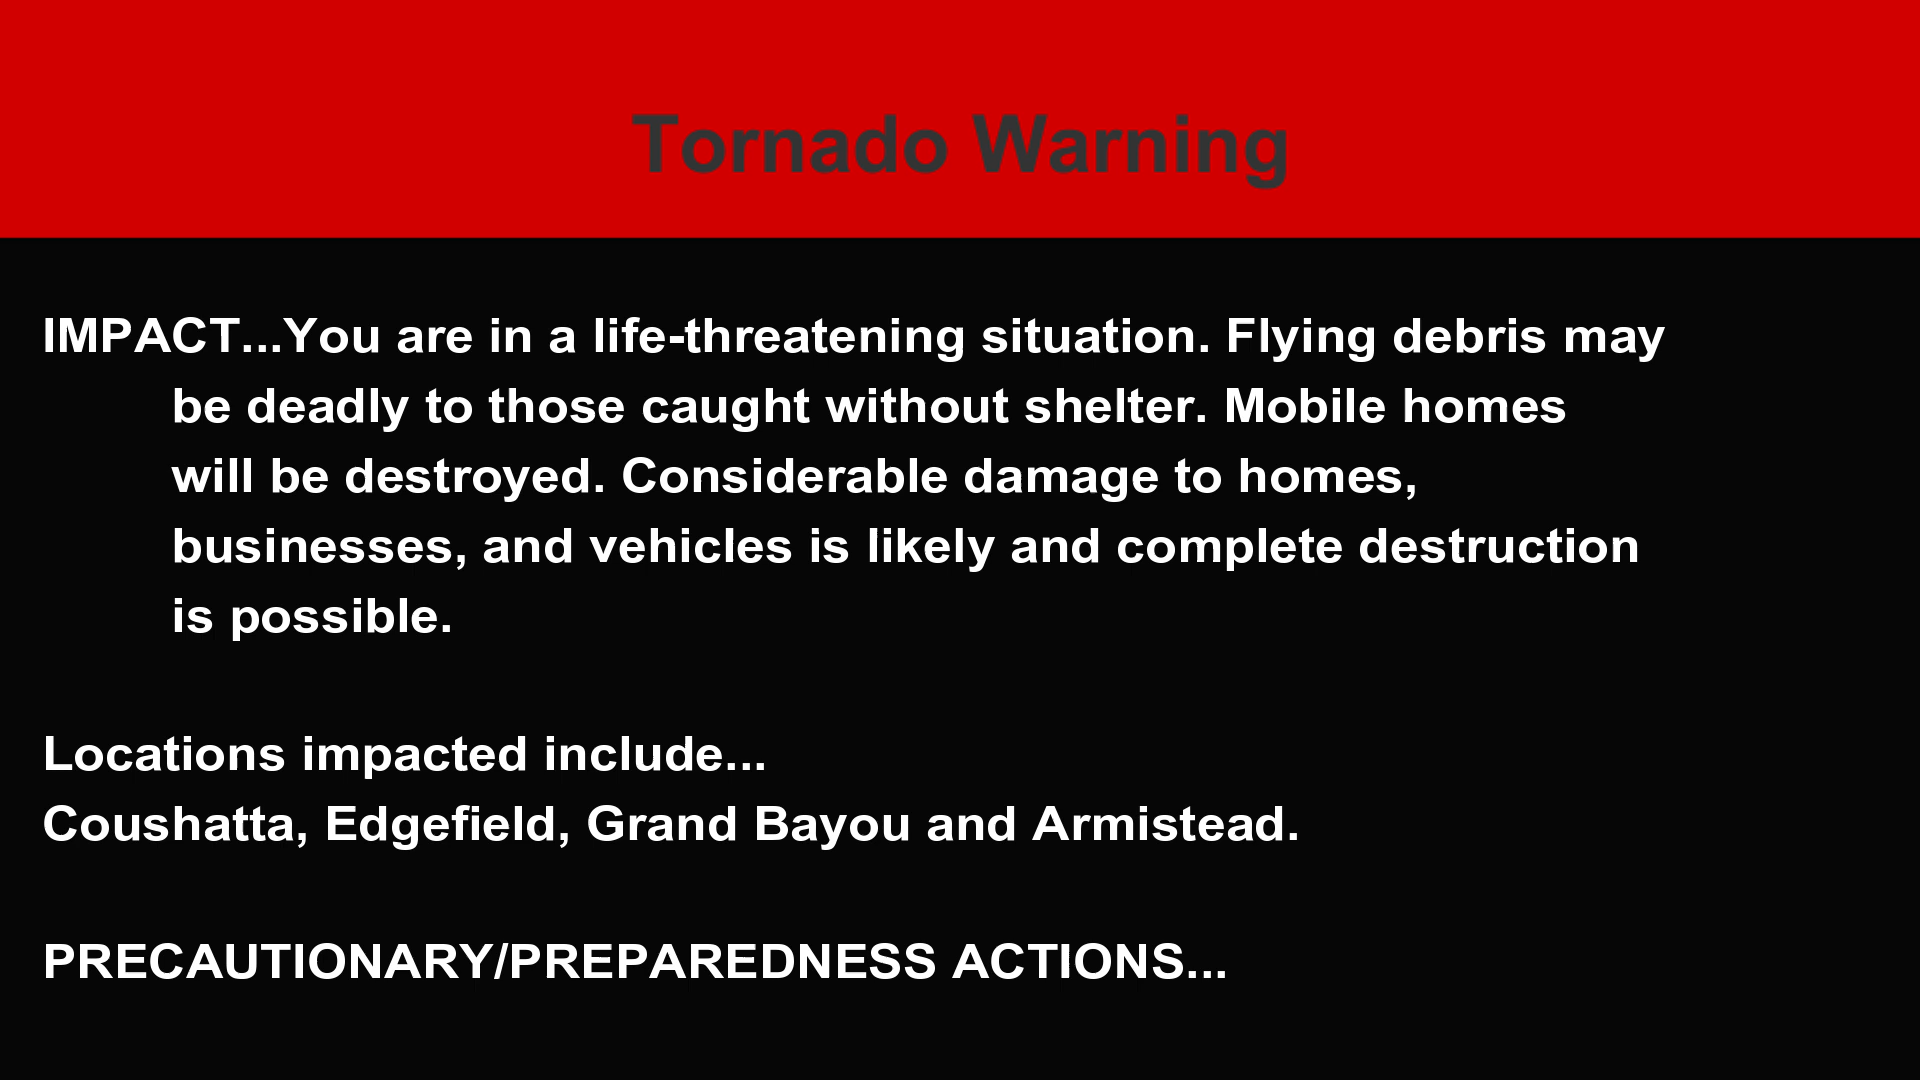 Tornado Warning
IMPACT...You are in a life-threatening situation. Flying debris may
be deadly to those caught without shelter. Mobile homes
will be destroyed. Considerable damage to homes,
businesses, and vehicles is likely and complete destruction
is possible.
Locations impacted include...
Coushatta, Edgefield, Grand Bayou and Armistead.
PRECAUTIONARY/PREPAREDNESS ACTIONS...